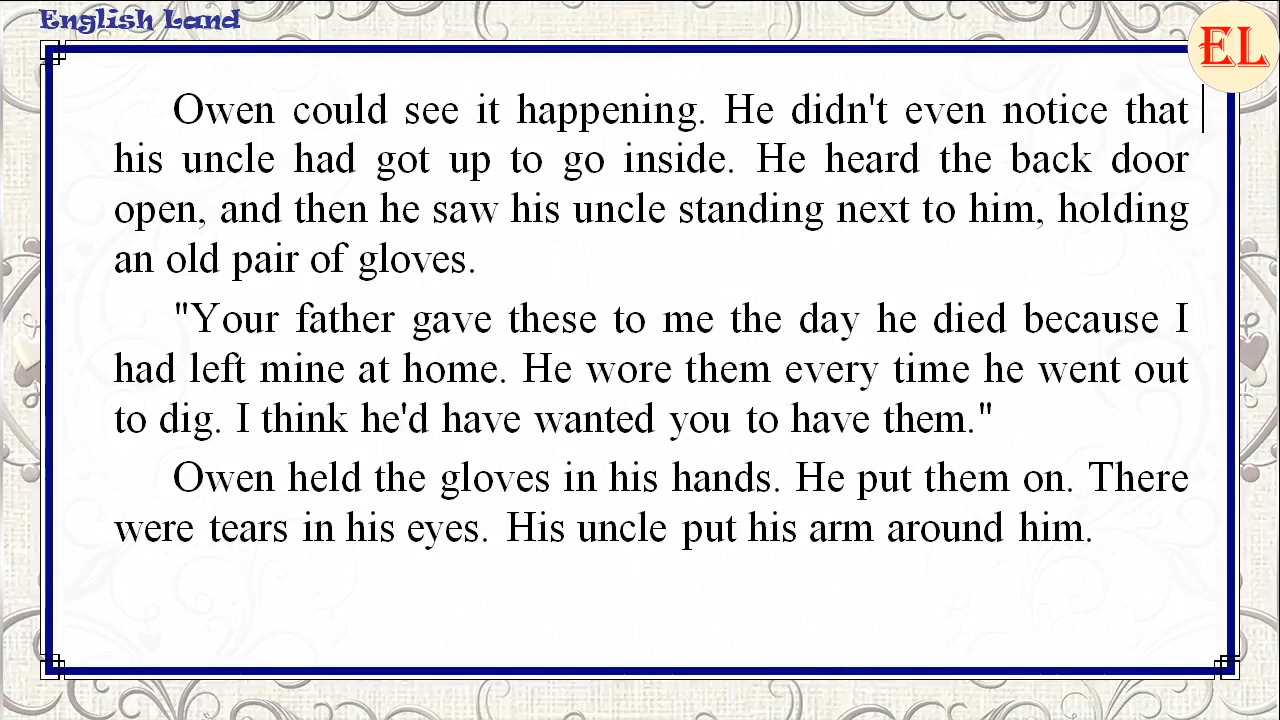 English Land
EL
Owen could see it happening. He didn't even notice that
his uncle had got up to go inside. He heard the back door
open, and then he saw his uncle standing next to him, holding
an old pair of gloves.
"Your father gave these to me the day he died because I
had left mine at home. He wore them every time he went out
to dig. I think he'd have wanted you to have them."
Owen held the gloves in his hands. He put them on. There
were tears in his eyes. His uncle put his arm around him.